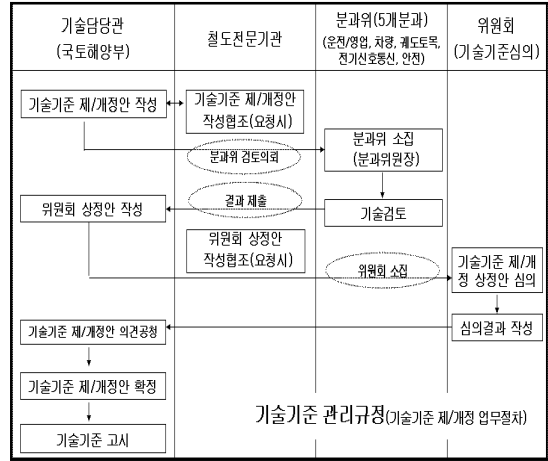 기술담당관
(국토해양부)
철도전문기관
분과위(5개분과)
(운전/영업, 차량, 궤도토목,
전기신호통신, 안전)
위원회
(기술기준심의)
기술기준 제/개정안 작성
기술기준 제/개정안
작성협조(요청시)
분과위 검토의뢰
분과위 소집
(분과위원장)
결과 제출
위원회 상정안 작성
기술검토
위원회 상정안
작성협조(요청시)
위원회 소집
기술기준 제/개
정 상정안 심의
기술기준 제/개정안 의견공청
심의결과 작성
기술기준 제/개정안 확정
기술기준 관리규정(기술기준 제/개정 업무절차)
기술기준 고시